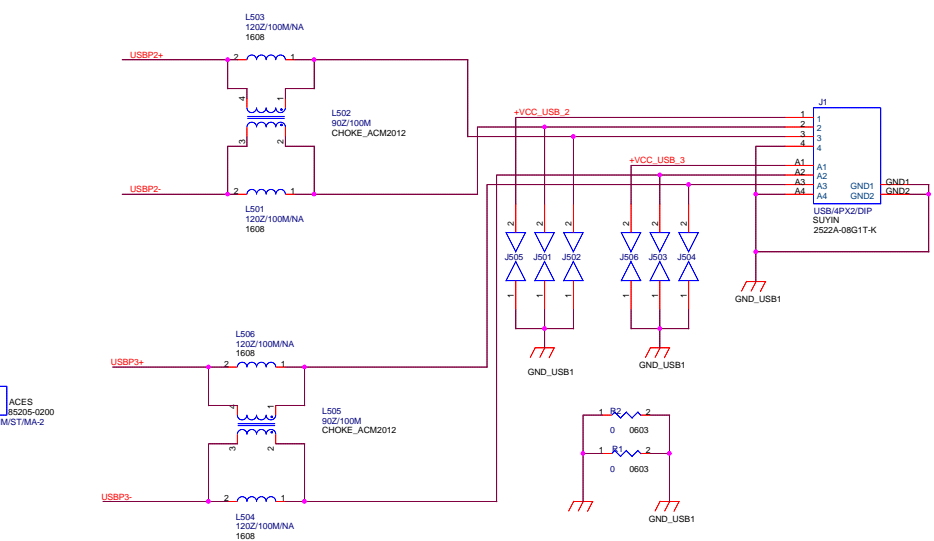 L503
120Z/100M/NA
1608
USBP2+
2
1
4
1
L502
90Z/100M
CHOKE_ACM2012
3
2
USBP2-
2
1
L501
120Z/100M/NA
1608
J1
+VCC_USB_2
1 1
2 2
3 3
4 4
+VCC_USB_3
A1 A1
A2 A2
A3 A3 GND1 GND1
A4 A4 GND2 GND2
USB/4PX2/DIP
SUYIN
2522A-08G1T-K
2 2 2 2 2 2
J505 J501 J502 J506 J503 J504
1 1 1 1 1 1
GND_USB1
GND_USB1
GND_USB1
L506
120Z/100M/NA
1608
USBP3+
2
1
4
1
L505
90Z/100M
CHOKE_ACM2012
3
2
USBP3-
2
1
L504
120Z/100M/NA
1608
ACES
85205-0200
M/ST/MA-2
1 R2 2
0 0603
1 R1 2
0 0603
GND_USB1